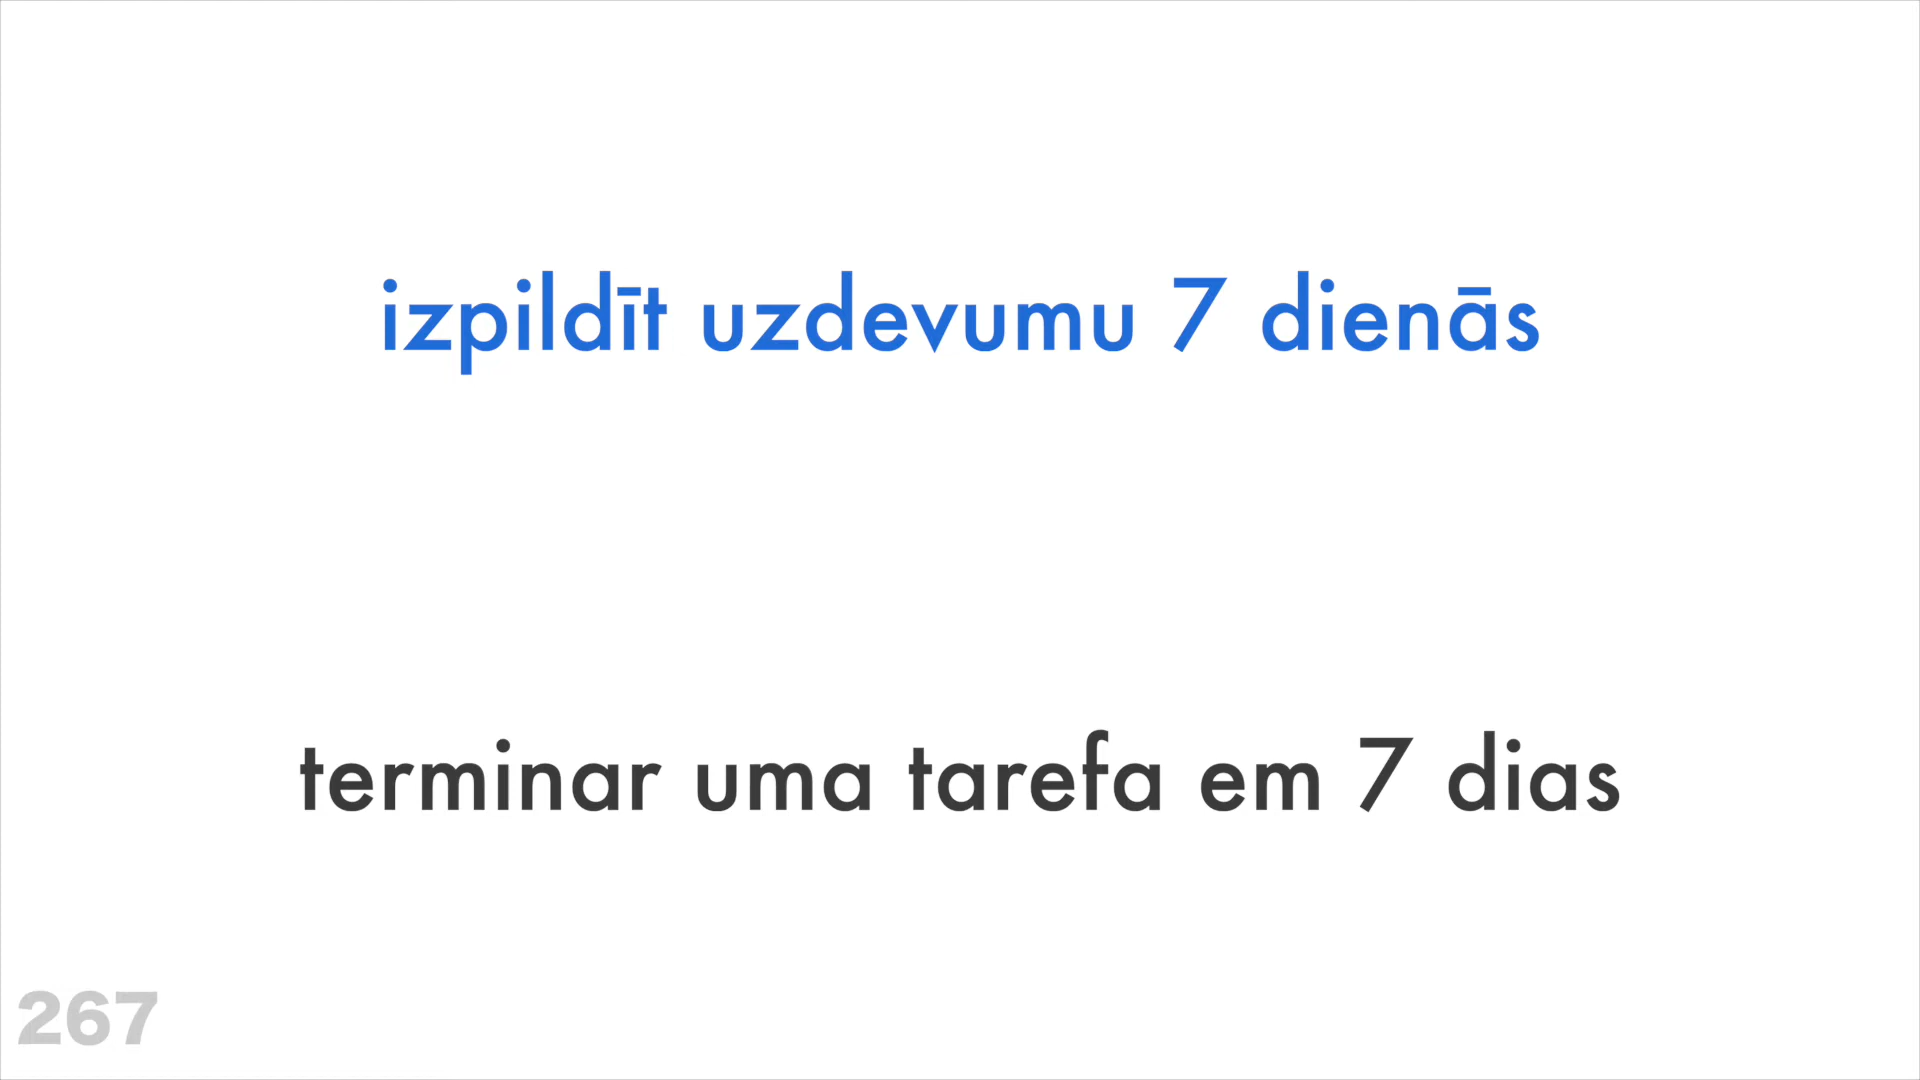 izpildīt uzdevumu 7 dienās
terminar uma tarefa em 7 dias
267